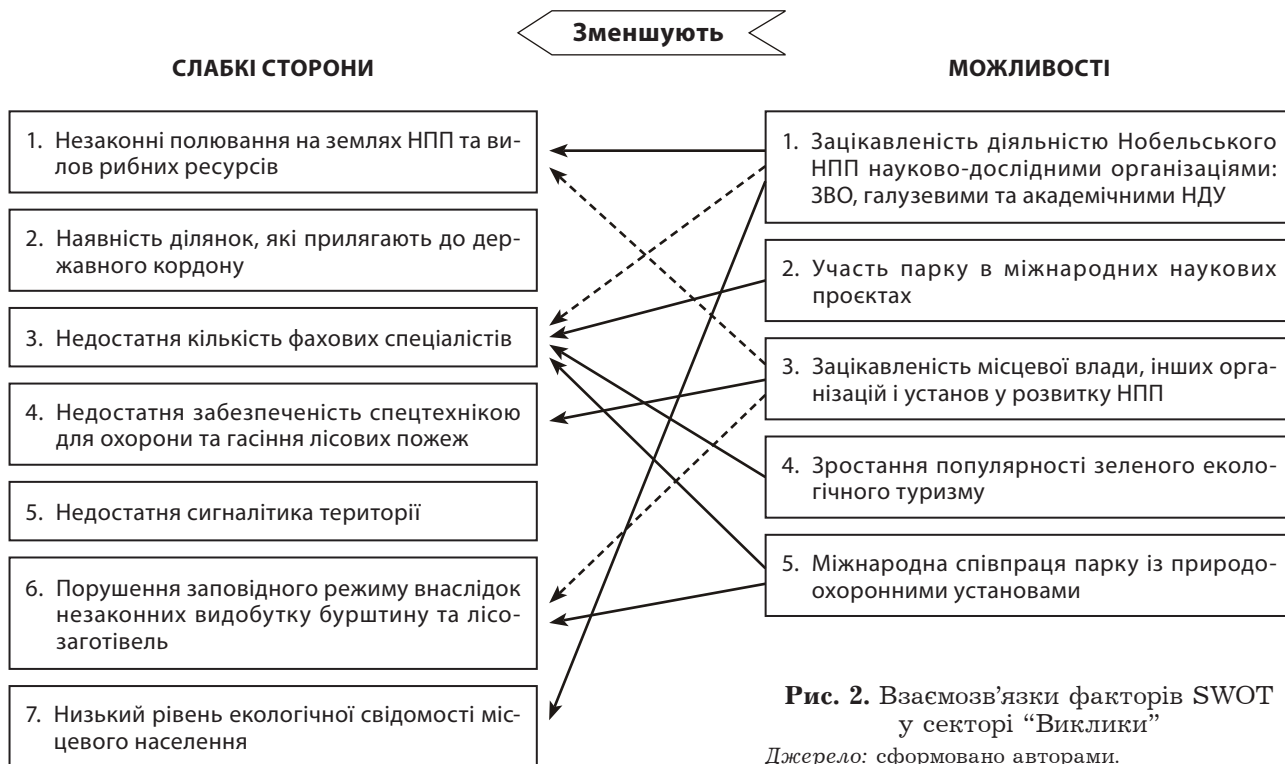 Зменшують
СЛАБКІ СТОРОНИ
1. Незаконні полювання на землях НПП та ви-
лов рибних ресурсів
2. Наявність ділянок, які прилягають до дер-
жавного кордону
3. Недостатня кількість фахових спеціалістів
4. Недостатня забезпеченість спецтехнікою
для охорони та гасіння лісових пожеж
5. Недостатня сигналітика території
6. Порушення заповідного режиму внаслідок
незаконних видобутку бурштину та лісо-
заготівель
7. Низький рівень екологічної свідомості міс-
цевого населення
МОЖЛИВОСТІ
1. Зацікавленість діяльністю Нобельського
НПП науково-дослідними організаціями:
ЗВО, галузевими та академічними НДУ
2. Участь парку в міжнародних наукових
проєктах
3. Зацікавленість місцевої влади, інших орга-
нізацій і установ у розвитку НПП
4. Зростання популярності зеленого еколо-
гічного туризму
5. Міжнародна співпраця парку із природо-
охоронними установами
Рис. 2. Взаємозв'язки факторів SWOT
у секторі “Виклики”
Джерело: сформовано авторами.